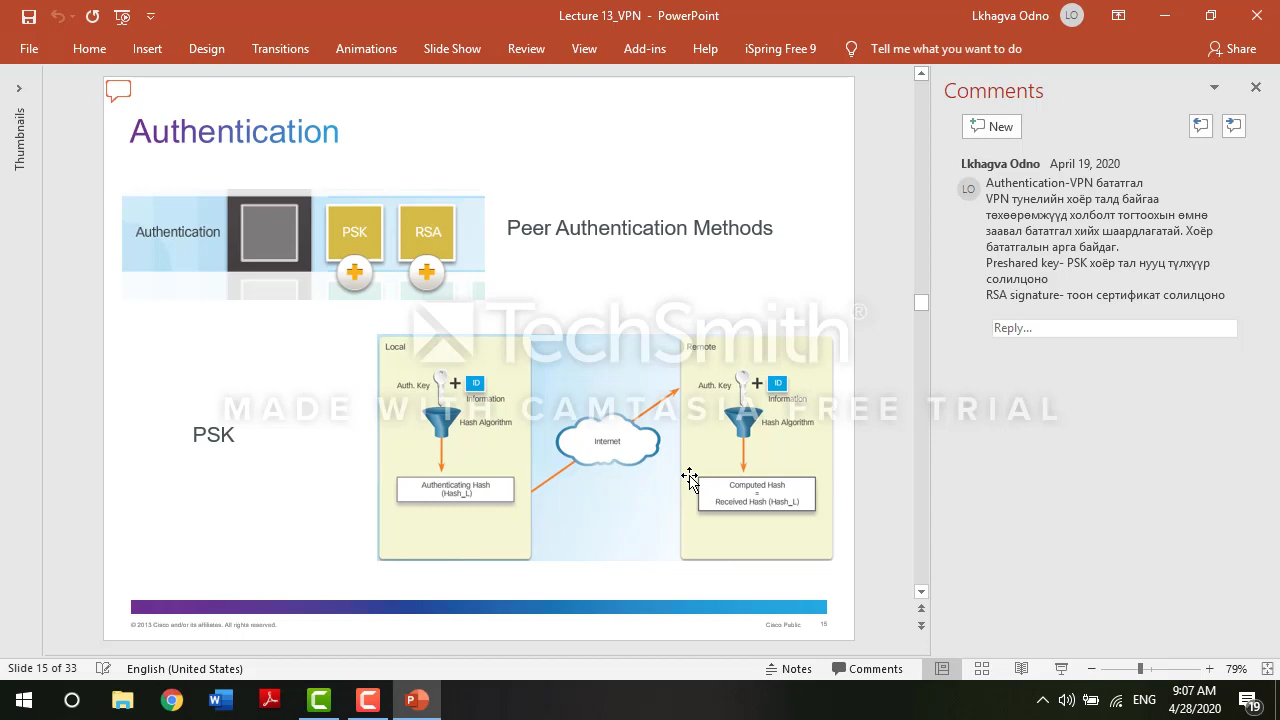 Lecture 13_VPN - PowerPoint
Lkhagva Odno
LO
File
Home
Insert
Design
Transitions
Animations
Slide Show
Review
View
Add-ins
Help
iSpring Free 9
Tell me what you want to do
Share
Thumbnails
Authentication
Authentication
PSK
RSA
Peer Authentication Methods
PSK
Local
Auth. Key
+
ID
Information
Hash Algorithm
Authenticating Hash
(Hash_L)
Internet
Remote
Auth. Key
+
ID
Information
Hash Algorithm
Computed Hash
=
Received Hash (Hash_L)
© 2013 Cisco and/or its affiliates. All rights reserved.
Cisco Public
15
TechSmith®
MADE WITH CAMTASIA FREE TRIAL
Comments
New
Lkhagva Odno April 19, 2020
LO
Authentication-VPN бататгал
VPN тунелийн хоёр талд байгаа
төхөөрөмжүүд холболт тогтоохын өмнө
заавал бататгал хийх шаардлагатай. Хоёр
бататгалын арга байдаг.
Preshared key- PSK хоёр тал нууц түлхүүр
солилцоно
RSA signature- тоон сертификат солилцоно
Reply...
Slide 15 of 33
English (United States)
Notes
Comments
79%
ENG
9:07 AM
4/28/2020
19